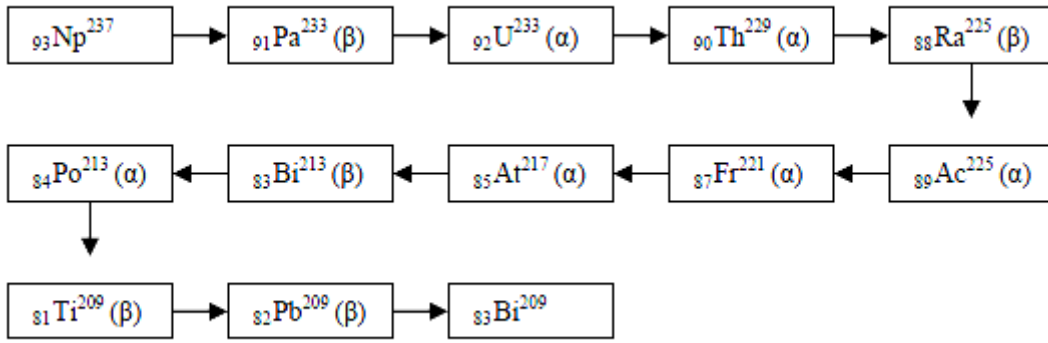 ₉₃Np²³⁷ ₉₁Pa²³³ (β) ₉₂U²³³ (α) ₉₀Th²²⁹ (α) ₈₈Ra²²⁵ (β)
₈₄Po²¹³ (α) ₈₃Bi²¹³ (β) ₈₅At²¹⁷ (α) ₈₇Fr²²¹ (α) ₈₉Ac²²⁵ (α)
₈₁Ti²⁰⁹ (β) ₈₂Pb²⁰⁹ (β) ₈₃Bi²⁰⁹